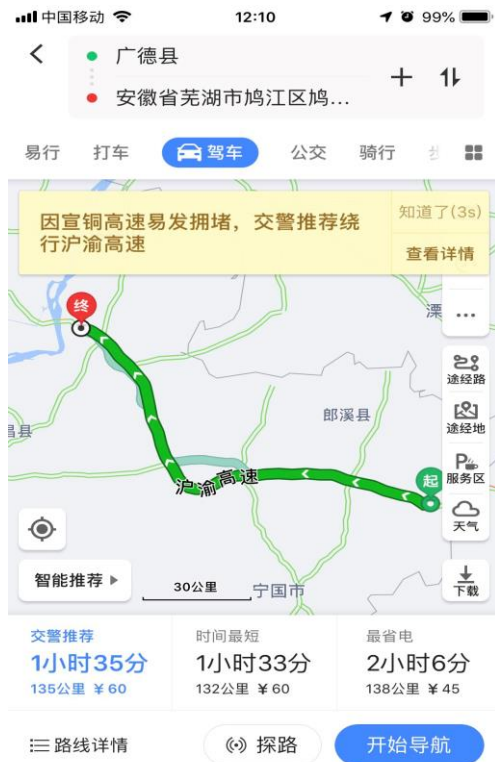 中国移动 12:10 99%
广德县
安徽省芜湖市鸠江区鸠...
易行 打车 驾车 公交 骑行
因宣铜高速易发拥堵，交警推荐绕
行沪渝高速
知道了(3s)
查看详情
终
溧
...
途经路
郎溪县
途经地
昌县
沪渝高速
起
P
服务区
天气
智能推荐
30公里
宁国市
下载
交警推荐 时间最短 最省电
1小时35分 1小时33分 2小时6分
135公里 ¥60 132公里 ¥60 138公里 ¥45
路线详情 探路 开始导航